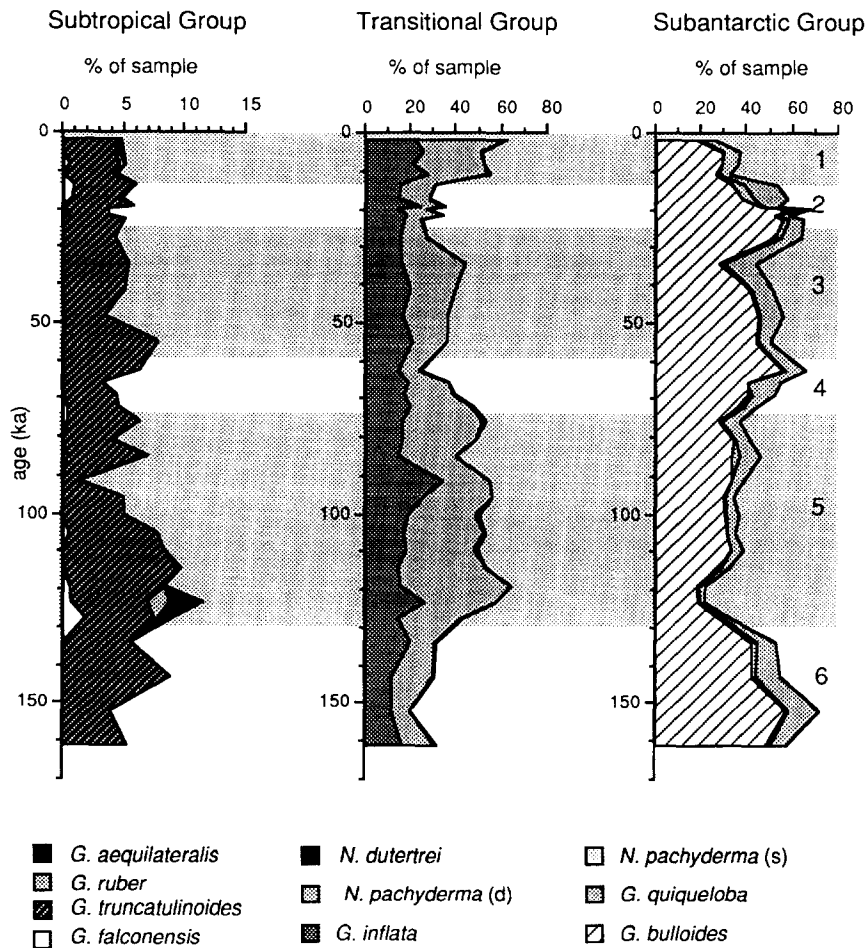 Subtropical Group Transitional Group Subantarctic Group
% of sample % of sample % of sample
0 5 10 15 0 20 40 60 80 0 20 40 60 80
0 0 0
1
2
3
50 50 50
4
age (ka)
5
100 100 100
6
150 150 150
G. aequilateralis N. dutertrei N. pachyderma (s)
G. ruber N. pachyderma (d) G. quiqueloba
G. truncatulinoides G. inflata G. bulloides
G. falconensis